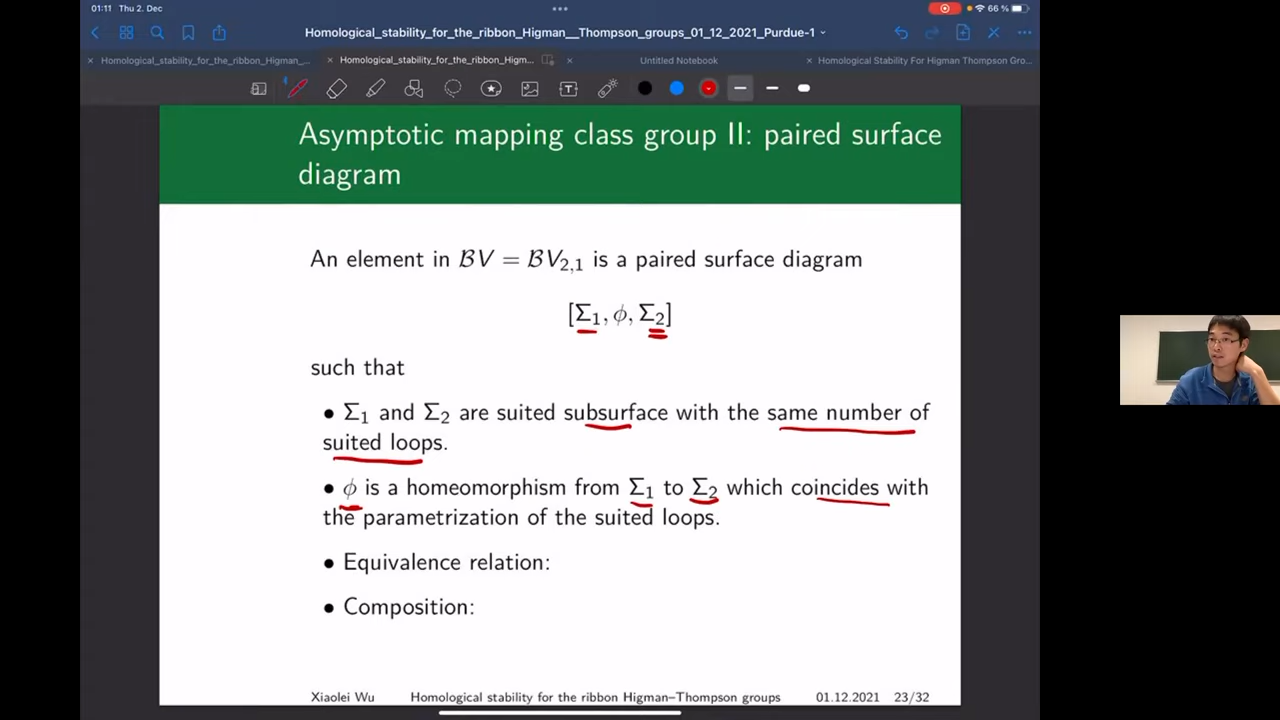 01:11 Thu 2. Dec
66 %
Homological_stability_for_the_ribbon_Higman__Thompson_groups_01_12_2021_Purdue-1
Homological_stability_for_the_ribbon_Higman_...
Homological_stability_for_the_ribbon_Higm...
Untitled Notebook
Homological Stability For Higman Thompson Gro...
Asymptotic mapping class group II: paired surface
diagram
An element in 𝓑V = 𝓑V₂,₁ is a paired surface diagram
[Σ₁, ϕ, Σ₂]
such that
• Σ₁ and Σ₂ are suited subsurface with the same number of
suited loops.
• ϕ is a homeomorphism from Σ₁ to Σ₂ which coincides with
the parametrization of the suited loops.
• Equivalence relation:
• Composition:
Xiaolei Wu Homological stability for the ribbon Higman–Thompson groups 01.12.2021 23/32